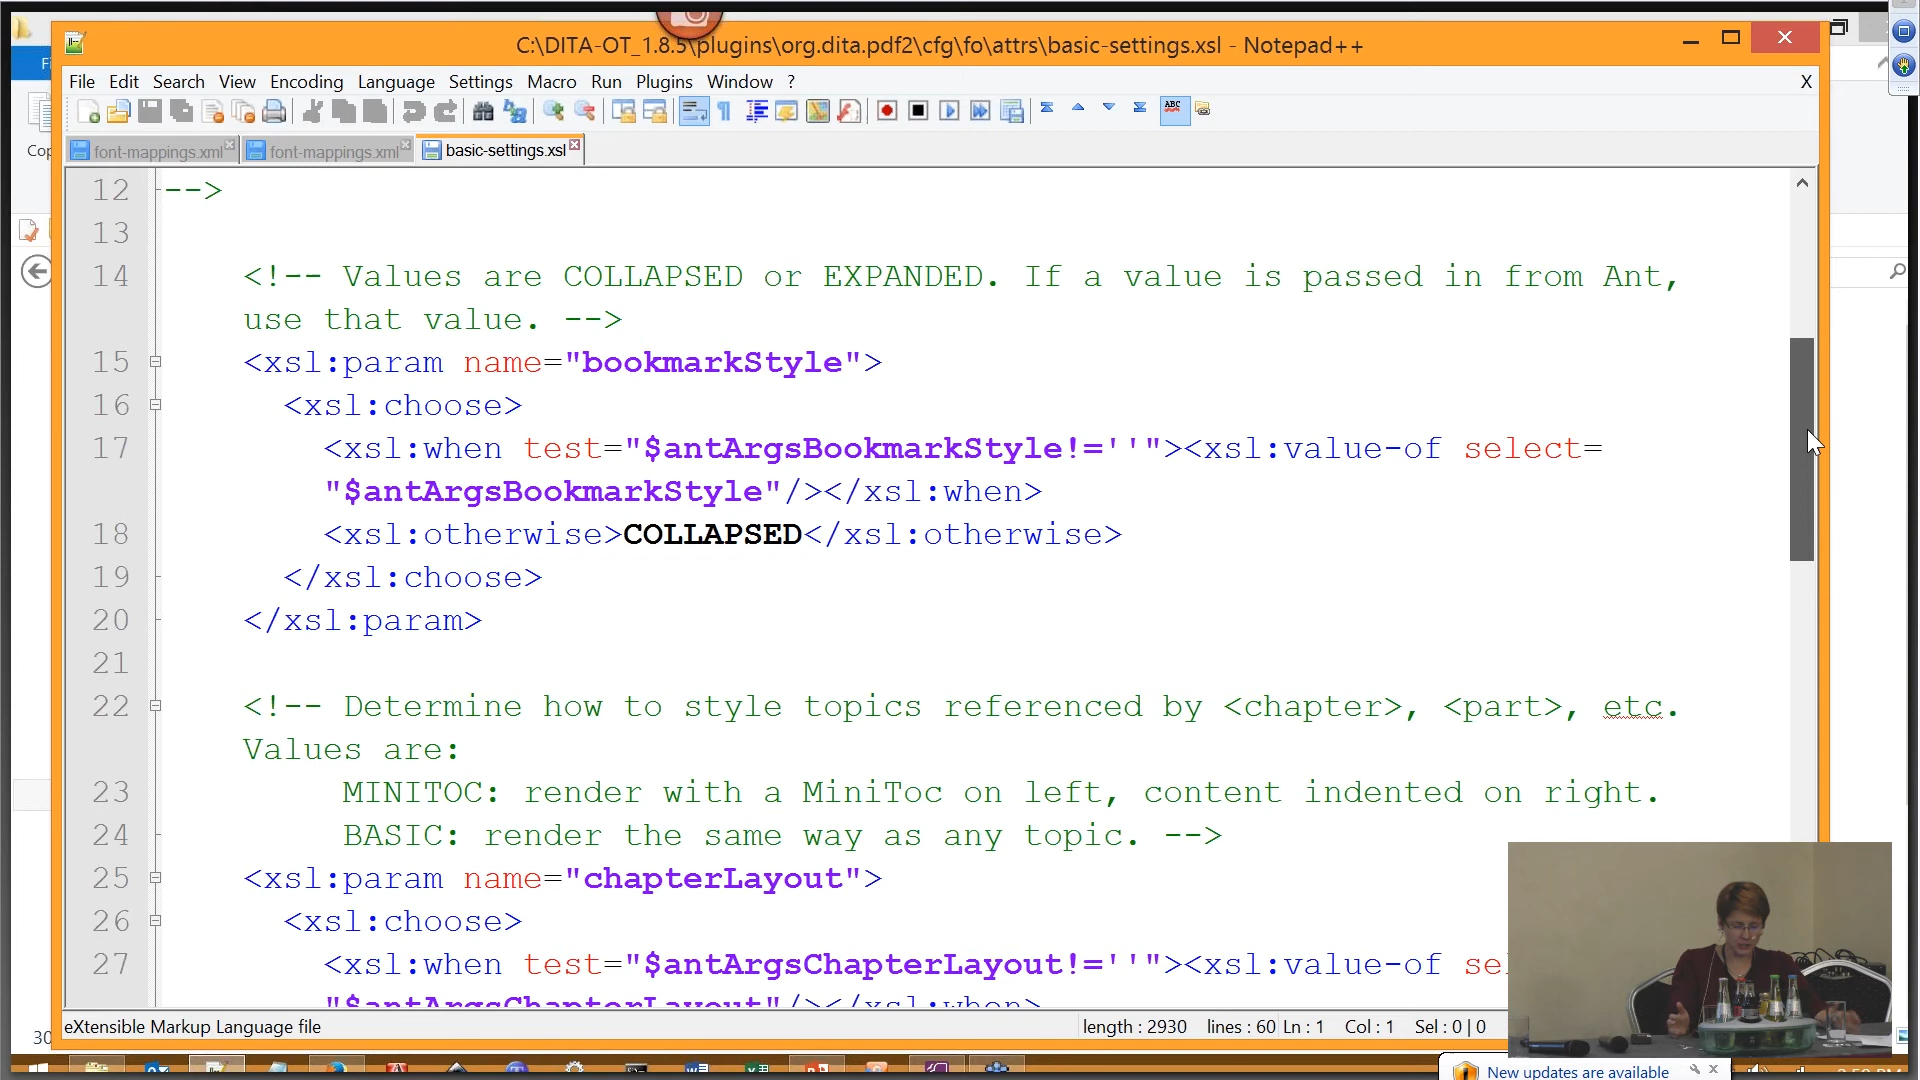 C:\DITA-OT_1.8.5\plugins\org.dita.pdf2\cfg\fo\attrs\basic-settings.xsl - Notepad++
File Edit Search View Encoding Language Settings Macro Run Plugins Window ? X
font-mappings.xml font-mappings.xml basic-settings.xsl
12 -->
13
14 <!-- Values are COLLAPSED or EXPANDED. If a value is passed in from Ant,
use that value. -->
15 <xsl:param name="bookmarkStyle">
16 <xsl:choose>
17 <xsl:when test="$antArgsBookmarkStyle!=''"><xsl:value-of select=
"$antArgsBookmarkStyle"/></xsl:when>
18 <xsl:otherwise>COLLAPSED</xsl:otherwise>
19 </xsl:choose>
20 </xsl:param>
21
22 <!-- Determine how to style topics referenced by <chapter>, <part>, etc.
Values are:
23 MINITOC: render with a MiniToc on left, content indented on right.
24 BASIC: render the same way as any topic. -->
25 <xsl:param name="chapterLayout">
26 <xsl:choose>
27 <xsl:when test="$antArgsChapterLayout!=''"><xsl:value-of
"$antArgsChapterLayout"/></xsl:when>
eXtensible Markup Language file length : 2930 lines : 60 Ln : 1 Col : 1 Sel : 0 | 0
30
New updates are available